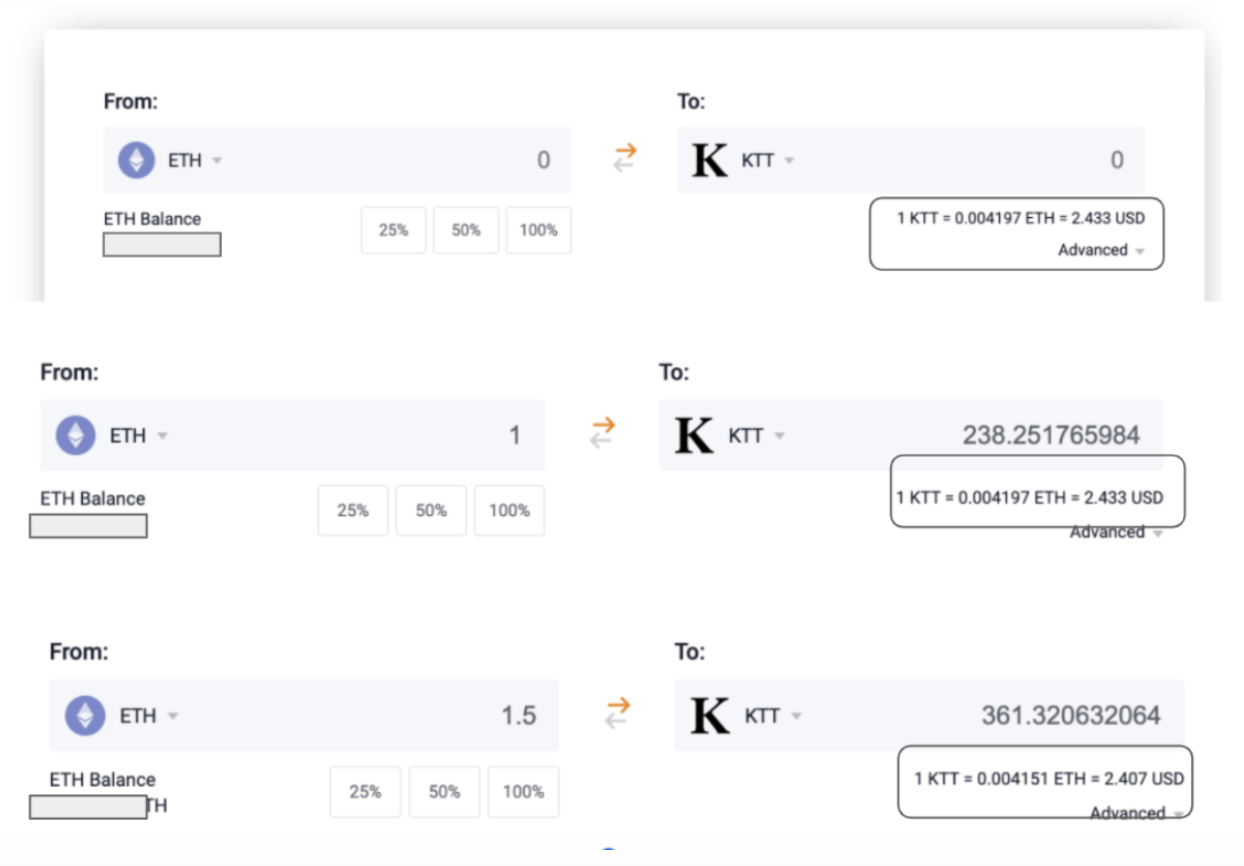 From: To:
ETH 0 K KTT 0
ETH Balance 25% 50% 100% 1 KTT = 0.004197 ETH = 2.433 USD
Advanced
From: To:
ETH 1 K KTT 238.251765984
ETH Balance 25% 50% 100% 1 KTT = 0.004197 ETH = 2.433 USD
Advanced
From: To:
ETH 1.5 K KTT 361.320632064
ETH Balance 25% 50% 100% 1 KTT = 0.004151 ETH = 2.407 USD
TH Advanced